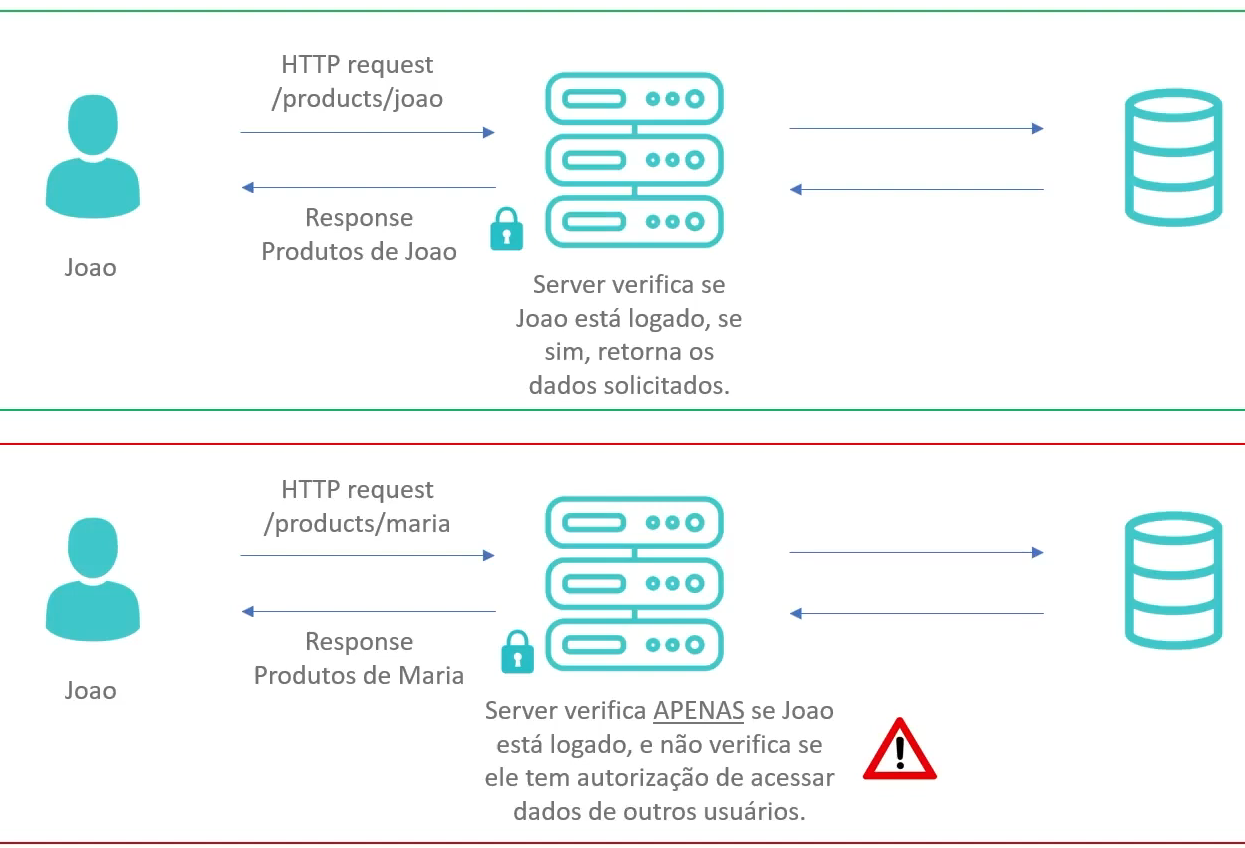 HTTP request
/products/joao
Response
Produtos de Joao
Joao
Server verifica se
Joao está logado, se
sim, retorna os
dados solicitados.
HTTP request
/products/maria
Response
Produtos de Maria
Joao
Server verifica APENAS se Joao
está logado, e não verifica se
ele tem autorização de acessar
dados de outros usuários.